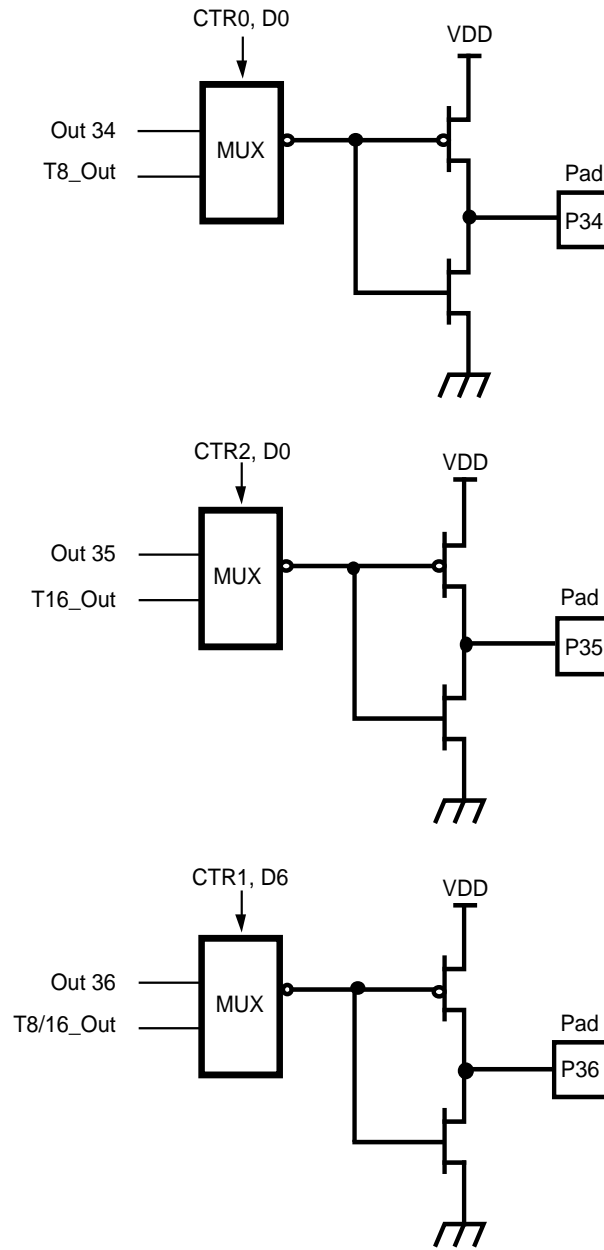 CTR0, D0
VDD
Out 34
MUX
T8_Out
Pad
P34
CTR2, D0
VDD
Out 35
MUX
T16_Out
Pad
P35
CTR1, D6
VDD
Out 36
MUX
T8/16_Out
Pad
P36